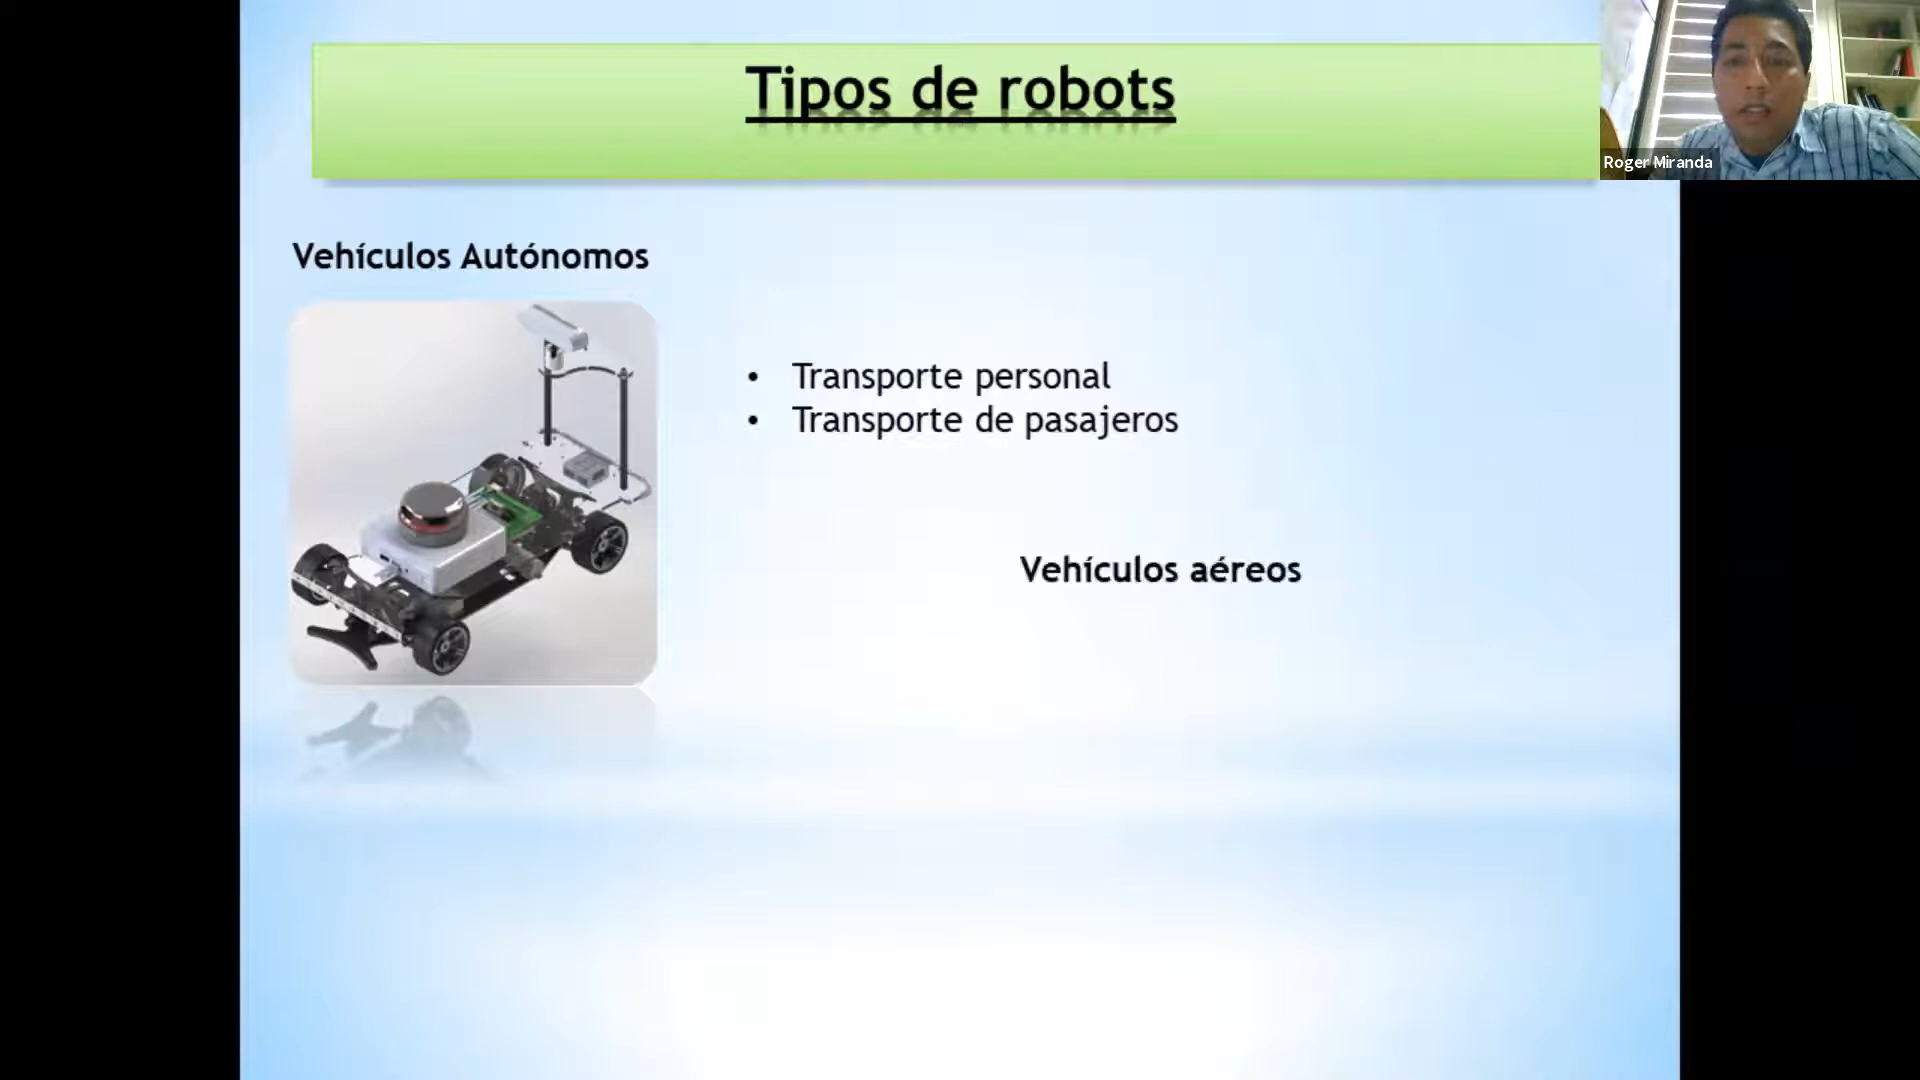 Tipos de robots
Roger Miranda
Vehículos Autónomos
• Transporte personal
• Transporte de pasajeros
Vehículos aéreos